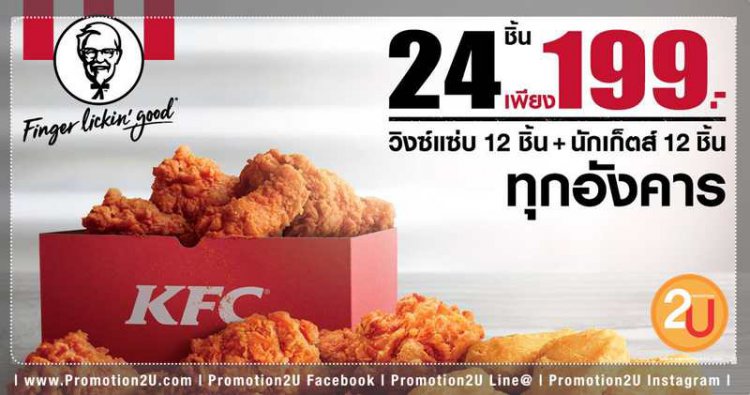 Finger lickin' good
24 ชิ้น
เพียง 199.-
วิงซ์แซ่บ 12 ชิ้น + นักเก็ตส์ 12 ชิ้น
ทุกอังคาร
KFC
2U
| www.Promotion2U.com | Promotion2U Facebook | Promotion2U Line@ | Promotion2U Instagram |